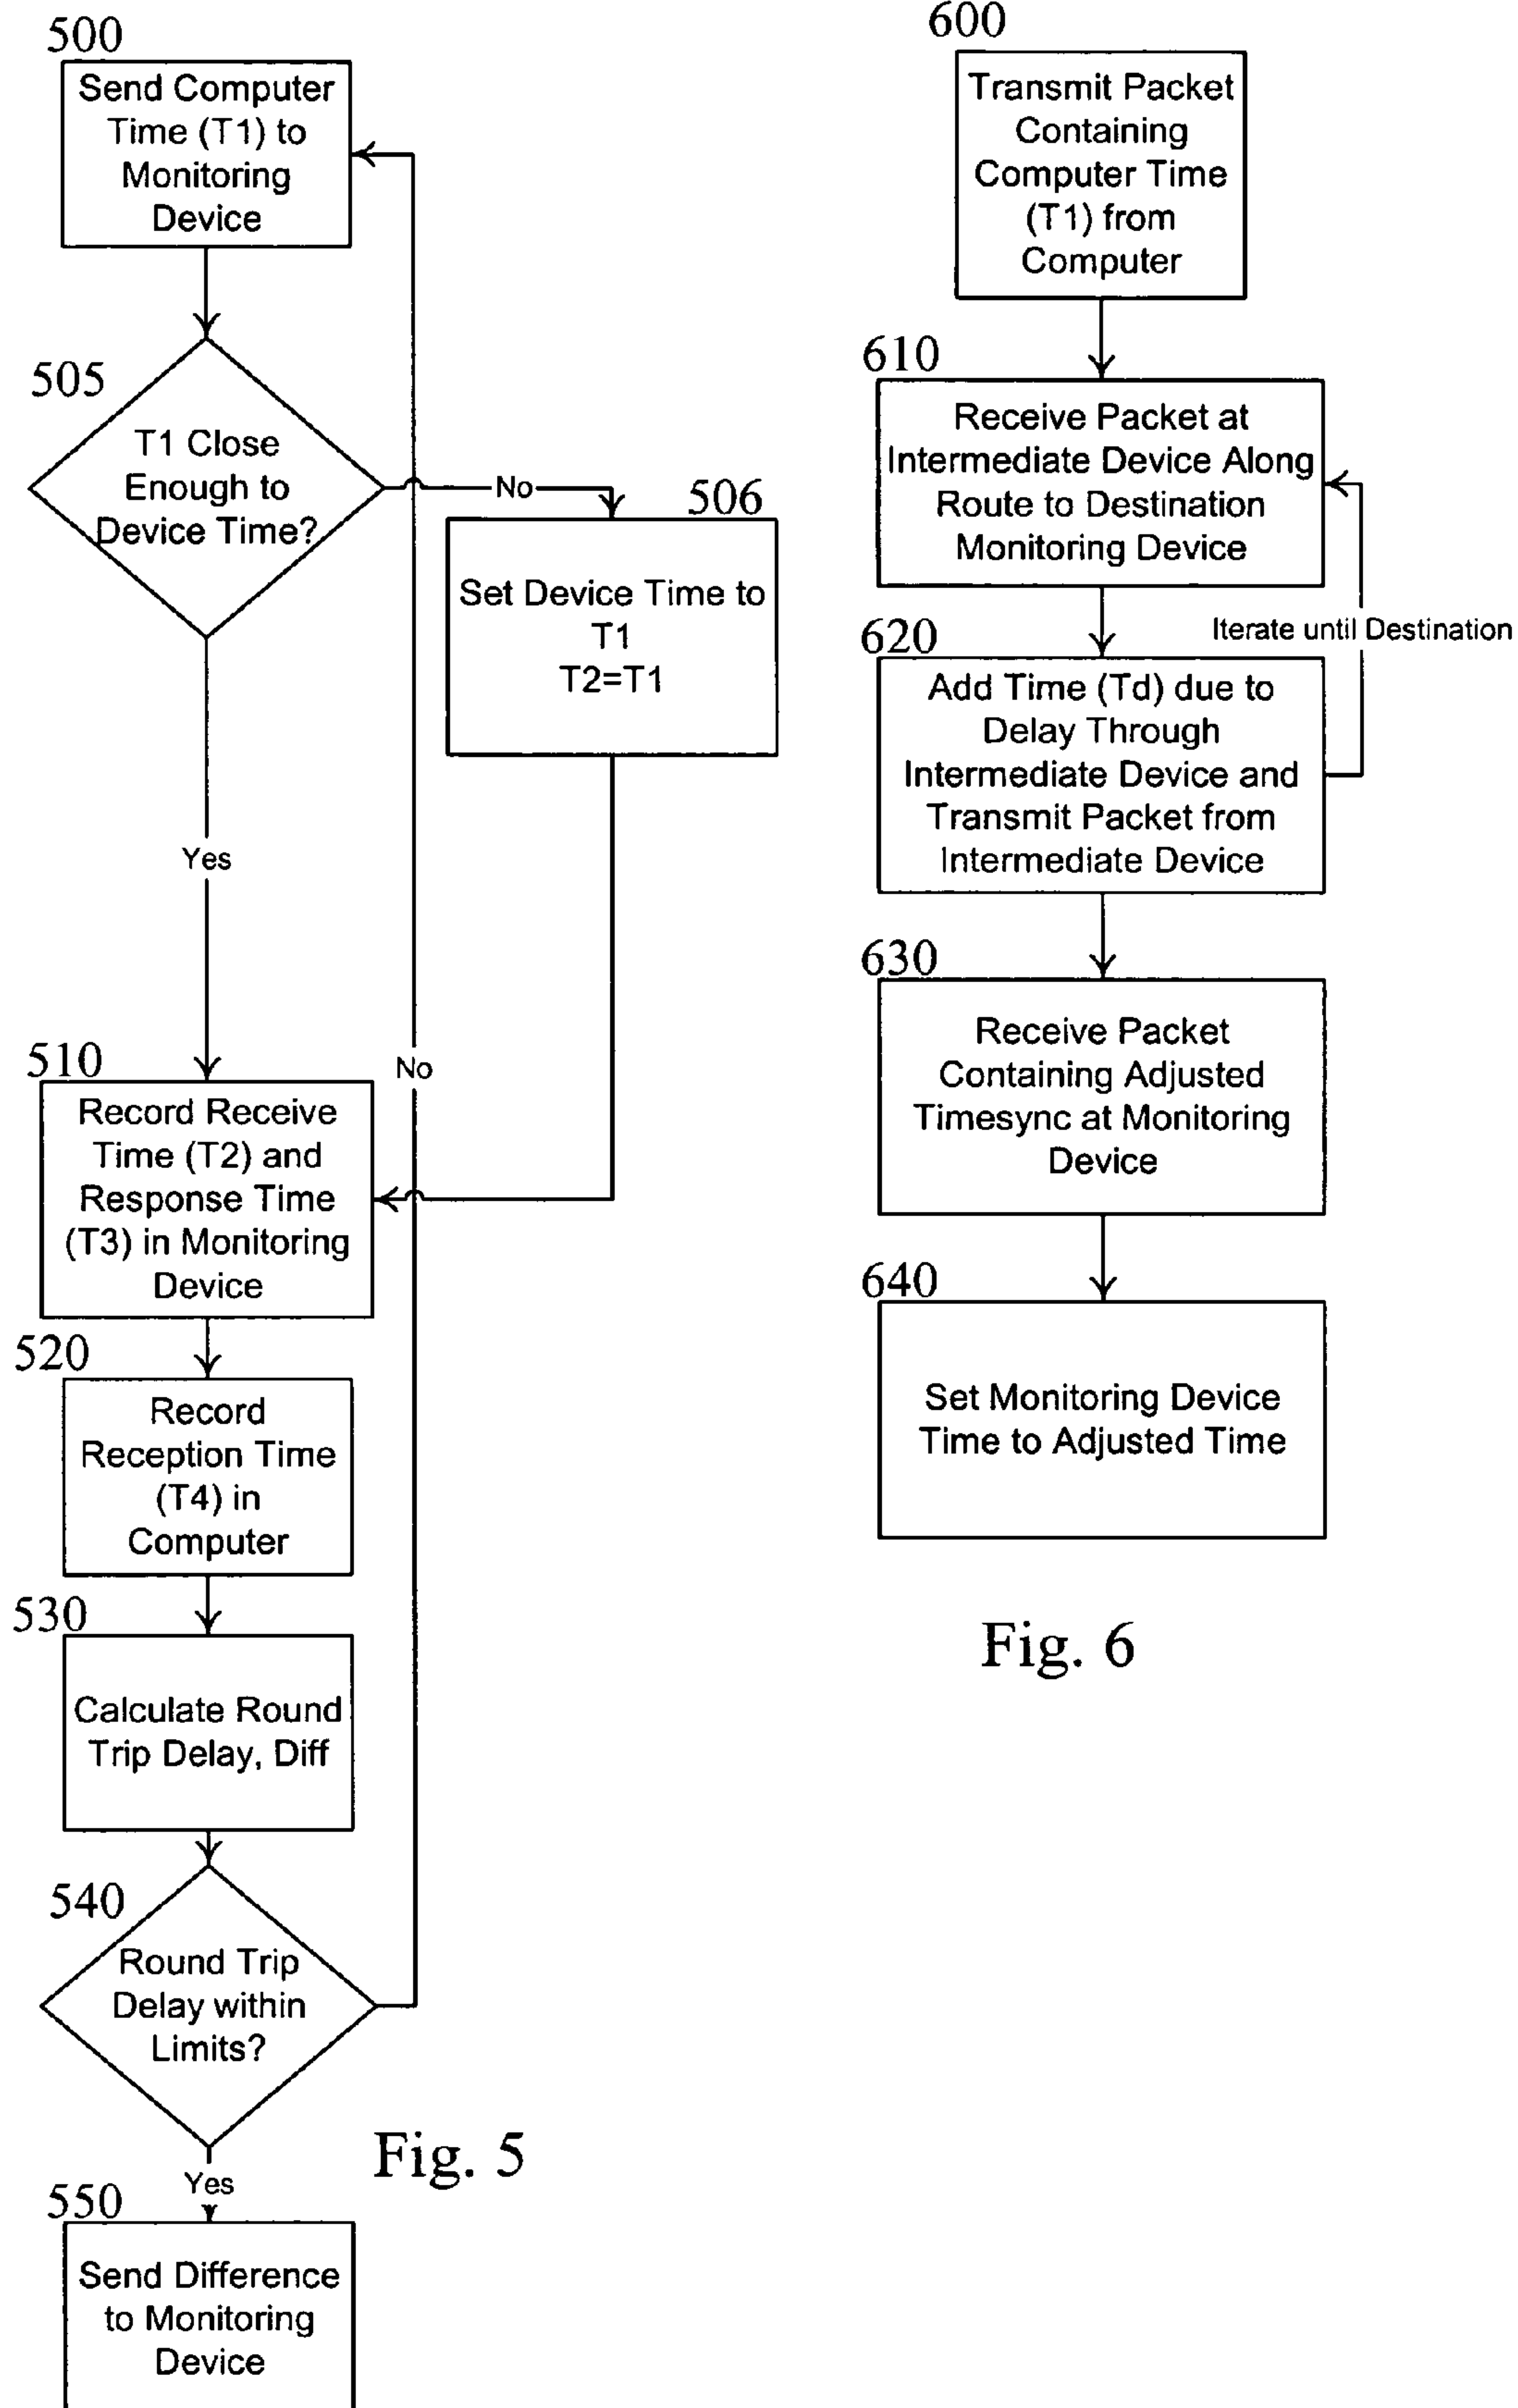 500
Send Computer
Time (T1) to
Monitoring
Device
505
T1 Close
Enough to
Device Time?
No
506
Set Device Time to
T1
T2=T1
Yes
510
Record Receive
Time (T2) and
Response Time
(T3) in Monitoring
Device
No
520
Record
Reception Time
(T4) in
Computer
530
Calculate Round
Trip Delay, Diff
540
Round Trip
Delay within
Limits?
Yes
550
Send Difference
to Monitoring
Device
Fig. 5
600
Transmit Packet
Containing
Computer Time
(T1) from
Computer
610
Receive Packet at
Intermediate Device Along
Route to Destination
Monitoring Device
Iterate until Destination
620
Add Time (Td) due to
Delay Through
Intermediate Device and
Transmit Packet from
Intermediate Device
630
Receive Packet
Containing Adjusted
Timesync at Monitoring
Device
640
Set Monitoring Device
Time to Adjusted Time
Fig. 6